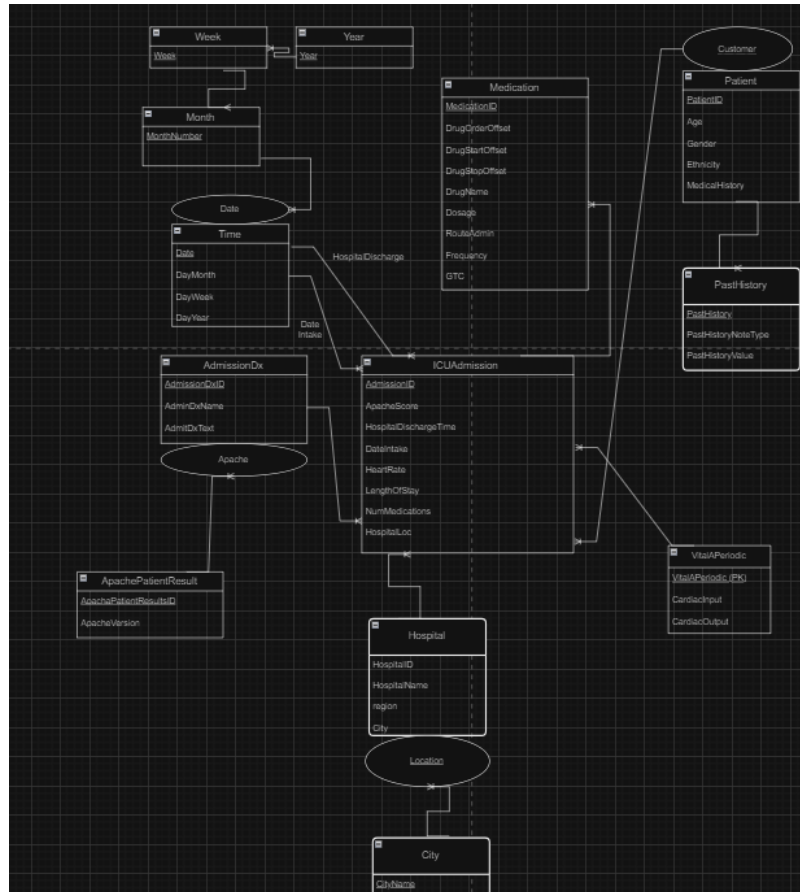 Week
Week
Year
Year
Month
MonthNumber
Date
Time
Date
DayMonth
DayWeek
DayYear
HospitalDischarge
Date
Intake
Medication
MedicationID
DrugOrderOffset
DrugStartOffset
DrugStopOffset
DrugName
Dosage
RouteAdmin
Frequency
GTC
Customer
Patient
PatientID
Age
Gender
Ethnicity
MedicalHistory
PastHistory
PastHistory
PastHistoryNoteType
PastHistoryValue
AdmissionDx
AdmissionDxID
AdminDxName
AdmitDxText
Apache
ICUAdmission
AdmissionID
ApacheScore
HospitalDischargeTime
DateIntake
HeartRate
LengthOfStay
NumMedications
HospitalLoc
ApachePatientResult
ApachePatientResultsID
ApacheVersion
VitalAPeriodic
VitalAPeriodic (PK)
CardiacInput
CardiacOutput
Hospital
HospitalID
HospitalName
region
City
Location
City
CityName